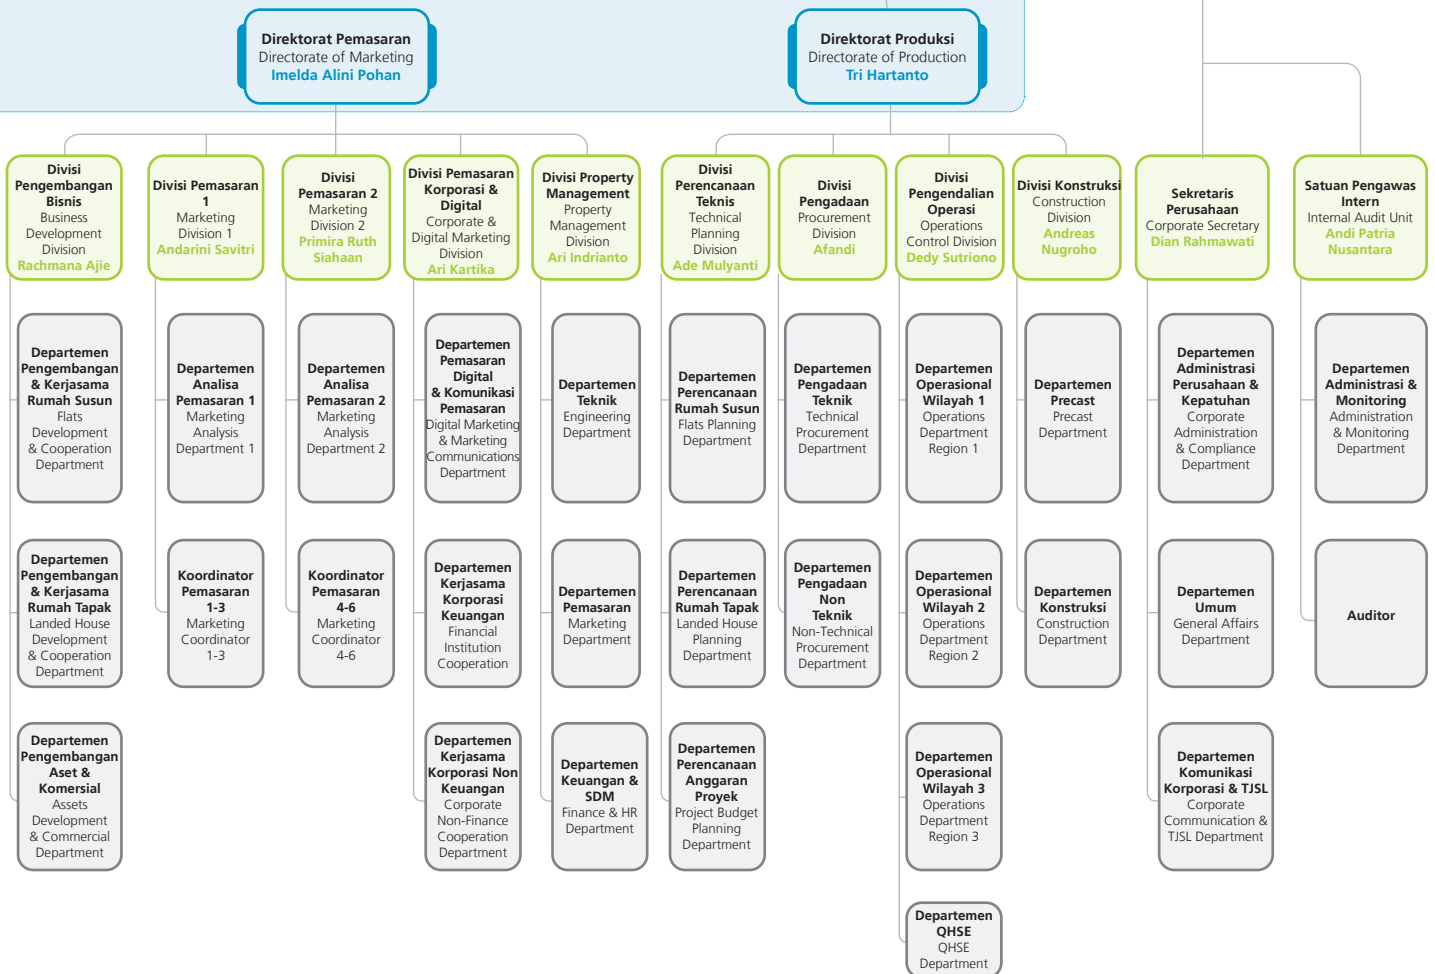 Direktorat Pemasaran
Directorate of Marketing
Imelda Alini Pohan
Direktorat Produksi
Directorate of Production
Tri Hartanto
Divisi
Pengembangan
Bisnis
Business
Development
Division
Rachmana Ajie
Divisi Pemasaran
1
Marketing
Division 1
Andarini Savitri
Divisi
Pemasaran 2
Marketing
Division 2
Primira Ruth
Siahaan
Divisi Pemasaran
Korporasi &
Digital
Corporate &
Digital Marketing
Division
Ari Kartika
Divisi Property
Management
Property
Management
Division
Ari Indrianto
Divisi
Perencanaan
Teknis
Technical
Planning
Division
Ade Mulyanti
Divisi
Pengadaan
Procurement
Division
Afandi
Divisi
Pengendalian
Operasi
Operations
Control Division
Dedy Sutriono
Divisi Konstruksi
Construction
Division
Andreas
Nugroho
Sekretaris
Perusahaan
Corporate Secretary
Dian Rahmawati
Satuan Pengawas
Intern
Internal Audit Unit
Andi Patria
Nusantara
Departemen
Pengembangan
& Kerjasama
Rumah Susun
Flats
Development
& Cooperation
Department
Departemen
Analisa
Pemasaran 1
Marketing
Analysis
Department 1
Departemen
Analisa
Pemasaran 2
Marketing
Analysis
Department 2
Departemen
Pemasaran
Digital
& Komunikasi
Pemasaran
Digital Marketing
& Marketing
Communications
Department
Departemen
Teknik
Engineering
Department
Departemen
Perencanaan
Rumah Susun
Flats Planning
Department
Departemen
Pengadaan
Teknik
Technical
Procurement
Department
Departemen
Operasional
Wilayah 1
Operations
Department
Region 1
Departemen
Precast
Precast
Department
Departemen
Administrasi
Perusahaan &
Kepatuhan
Corporate
Administration
& Compliance
Department
Departemen
Administrasi &
Monitoring
Administration
& Monitoring
Department
Departemen
Pengembangan
& Kerjasama
Rumah Tapak
Landed House
Development
& Cooperation
Department
Koordinator
Pemasaran
1-3
Marketing
Coordinator
1-3
Koordinator
Pemasaran
4-6
Marketing
Coordinator
4-6
Departemen
Kerjasama
Korporasi
Keuangan
Financial
Institution
Cooperation
Departemen
Pemasaran
Marketing
Department
Departemen
Perencanaan
Rumah Tapak
Landed House
Planning
Department
Departemen
Pengadaan
Non
Teknik
Non-Technical
Procurement
Department
Departemen
Operasional
Wilayah 2
Operations
Department
Region 2
Departemen
Konstruksi
Construction
Department
Departemen
Umum
General Affairs
Department
Auditor
Departemen
Pengembangan
Aset &
Komersial
Assets
Development
& Commercial
Department
Departemen
Kerjasama
Korporasi Non
Keuangan
Corporate
Non-Finance
Cooperation
Department
Departemen
Keuangan &
SDM
Finance & HR
Department
Departemen
Perencanaan
Anggaran
Proyek
Project Budget
Planning
Department
Departemen
Operasional
Wilayah 3
Operations
Department
Region 3
Departemen
Komunikasi
Korporasi & TJSL
Corporate
Communication &
TJSL Department
Departemen
QHSE
QHSE
Department